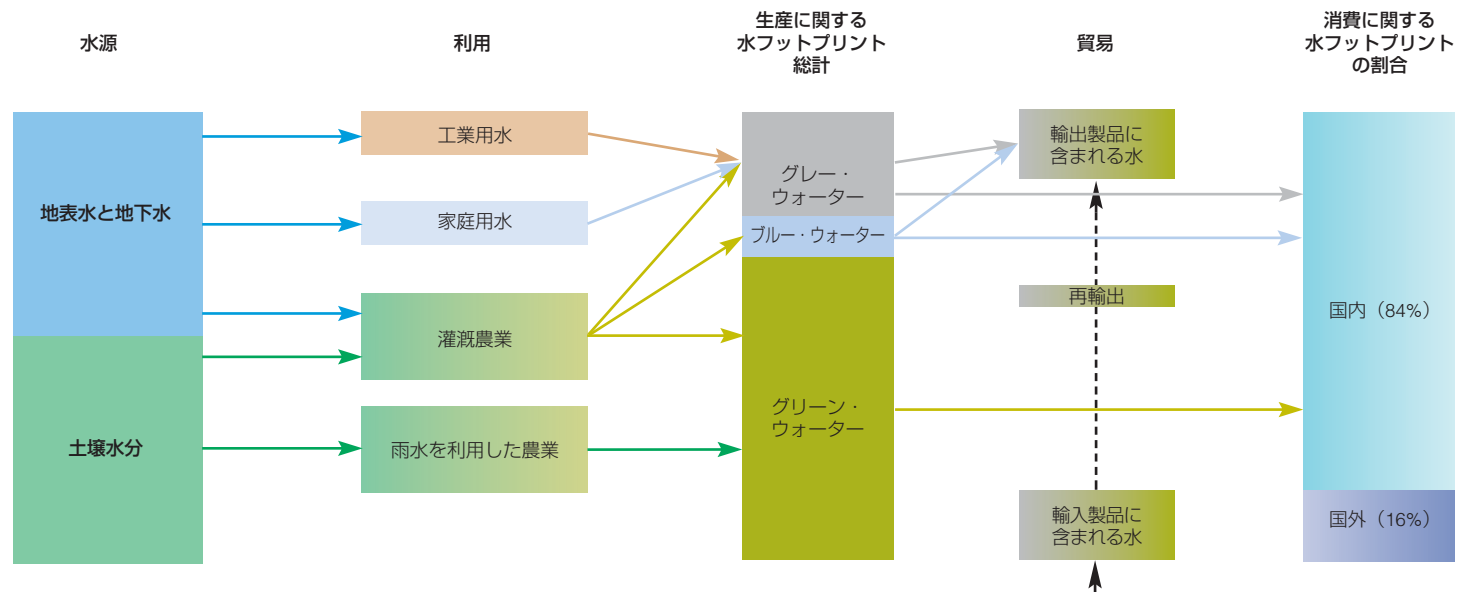 水源
利用
生産に関する
水フットプリント
総計
貿易
消費に関する
水フットプリント
の割合
地表水と地下水
土壌水分
工業用水
家庭用水
灌漑農業
雨水を利用した農業
グレー・
ウォーター
ブルー・ウォーター
グリーン・
ウォーター
輸出製品に
含まれる水
再輸出
輸入製品に
含まれる水
国内（84%）
国外（16%）